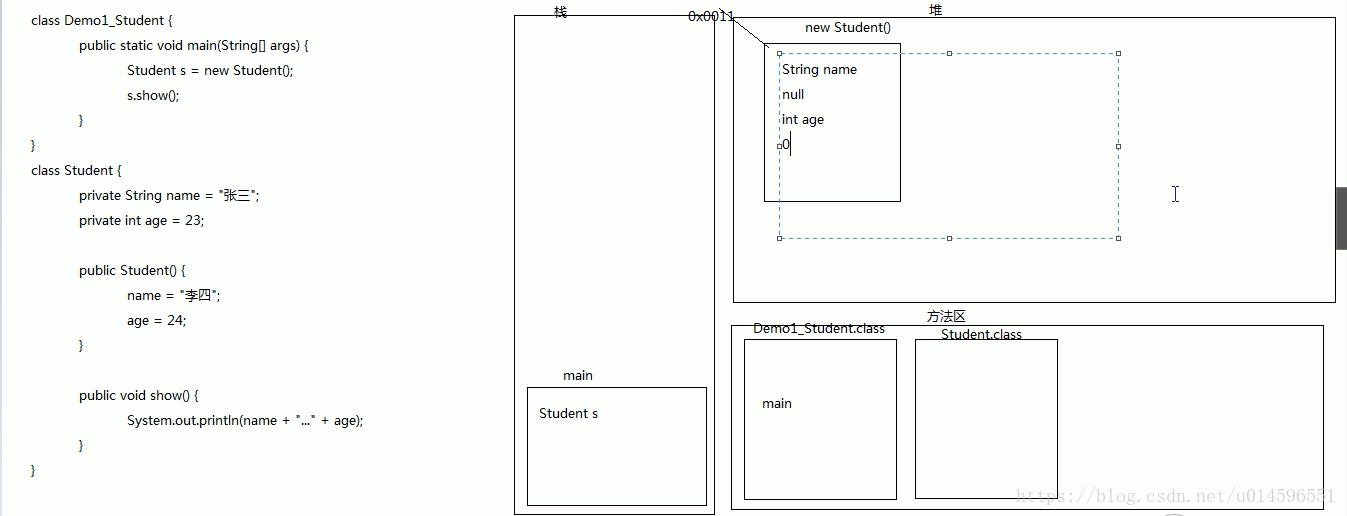 class Demo1_Student {
public static void main(String[] args) {
Student s = new Student();
s.show();
}
}
class Student {
private String name = "张三";
private int age = 23;
public Student() {
name = "李四";
age = 24;
}
public void show() {
System.out.println(name + "..." + age);
}
}
栈
main
Student s
0x0011
堆
new Student()
String name
null
int age
0
方法区
Demo1_Student.class
main
Student.class
https://blog.csdn.net/u014596551